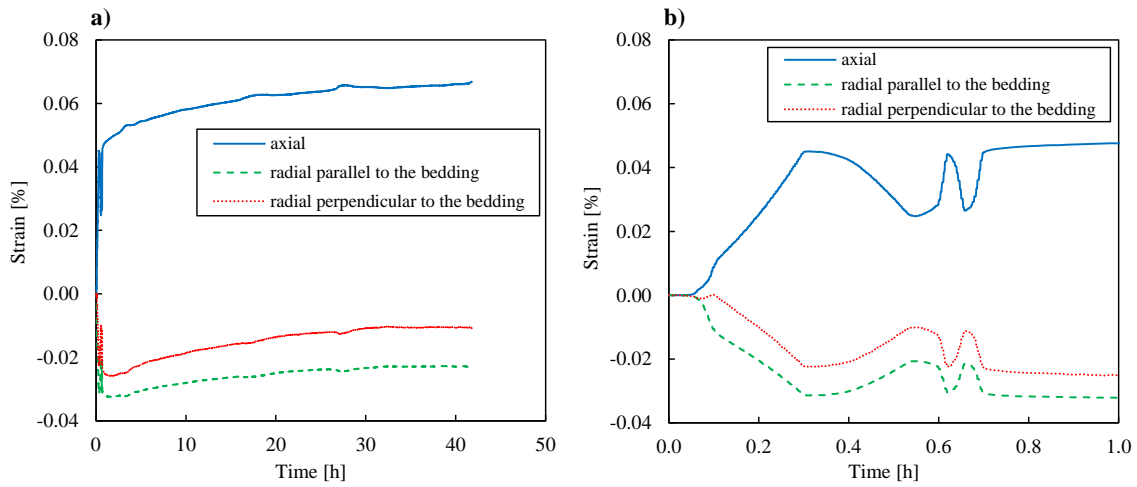 a)
0.08
0.06
0.04
0.02
0.00
-0.02
-0.04
Strain [%]
axial
radial parallel to the bedding
radial perpendicular to the bedding
0
10
20
30
40
50
Time [h]
b)
0.08
0.06
0.04
0.02
0.00
-0.02
-0.04
Strain [%]
axial
radial parallel to the bedding
radial perpendicular to the bedding
0.0
0.2
0.4
0.6
0.8
1.0
Time [h]